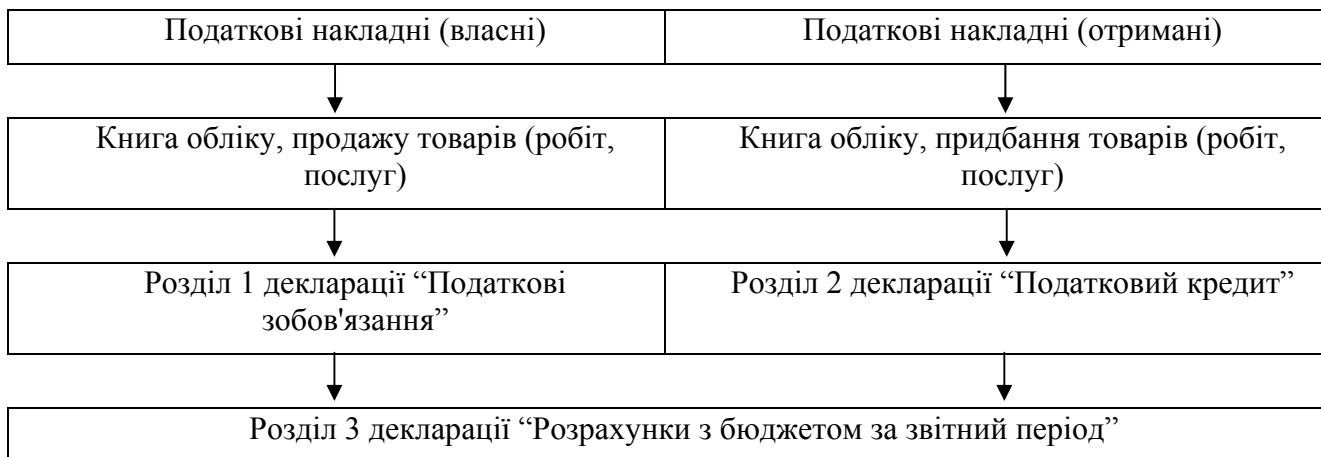 Податкові накладні (власні)
Податкові накладні (отримані)
Книга обліку, продажу товарів (робіт,
послуг)
Книга обліку, придбання товарів (робіт,
послуг)
Розділ 1 декларації “Податкові
зобов'язання”
Розділ 2 декларації “Податковий кредит”
Розділ 3 декларації “Розрахунки з бюджетом за звітний період”